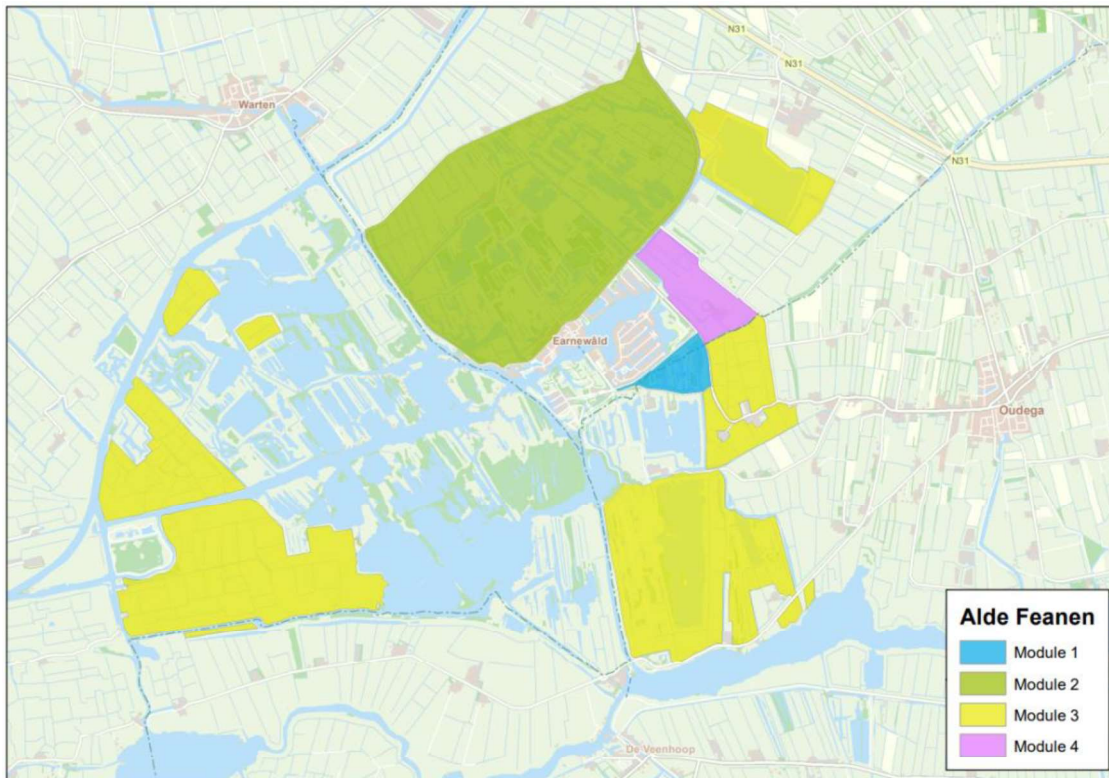 N31
N31
Warten
N31
Earnewâld
Oudega
De Veenhoop
Alde Feanen
Module 1
Module 2
Module 3
Module 4